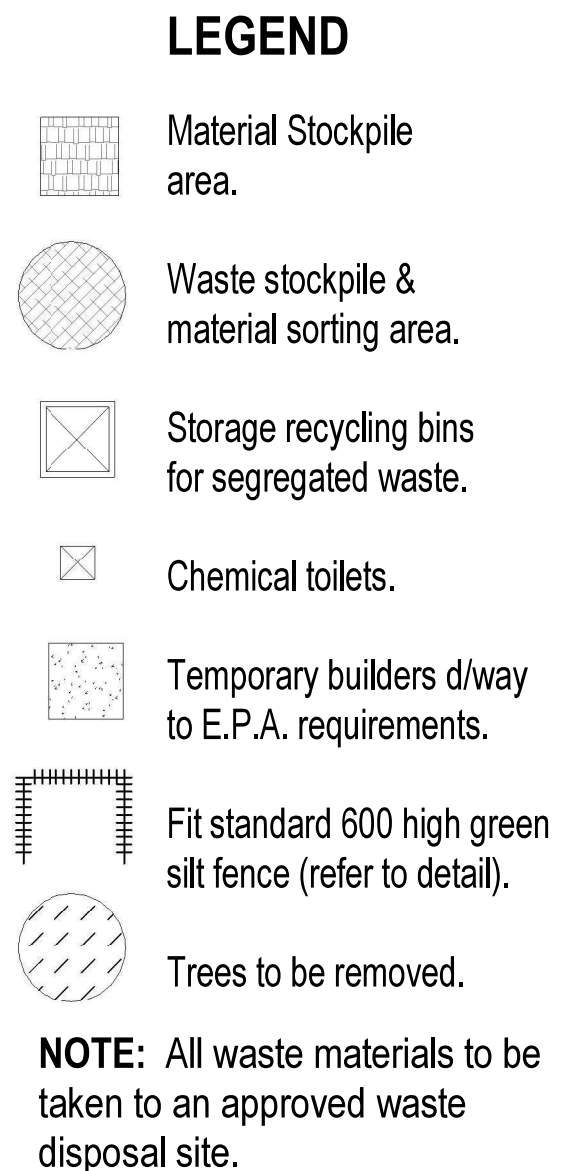 LEGEND
Material Stockpile
area.
Waste stockpile &
material sorting area.
Storage recycling bins
for segregated waste.
Chemical toilets.
Temporary builders d/way
to E.P.A. requirements.
Fit standard 600 high green
silt fence (refer to detail).
Trees to be removed.
NOTE: All waste materials to be
taken to an approved waste
disposal site.